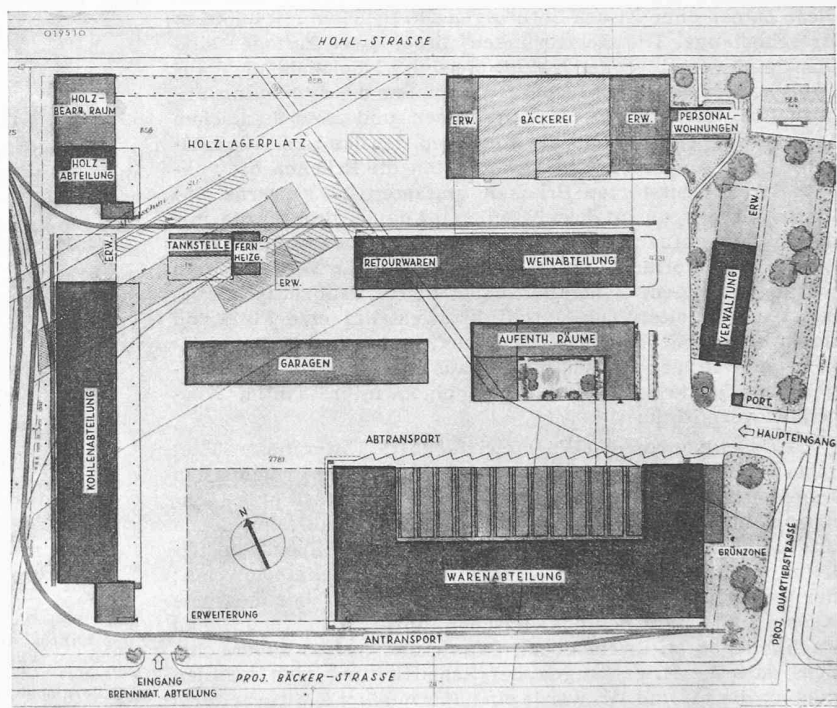 019510
HOHL-STRASSE
HOLZ-
BEARB. RAUM
HOLZ-
ABTEILUNG
HOLZLAGERPLATZ
ERW.
BÄCKEREI
ERW.
PERSONAL-
WOHNUNGEN
ERW.
TANKSTELLE
FERN-
HEIZG.
ERW.
RETOURWAREN
WEINABTEILUNG
ERW.
VERWALTUNG
AUFENTH. RÄUME
GARAGEN
KOHLENABTEILUNG
PORT.
HAUPTEINGANG
ABTRANSPORT
7781
N
WARENABTEILUNG
GRÜNZONE
PROJ. QUARTIERSTRASSE
ERWEITERUNG
ANTRANSPORT
EINGANG
BRENNMAT. ABTEILUNG
PROJ. BÄCKER-STRASSE